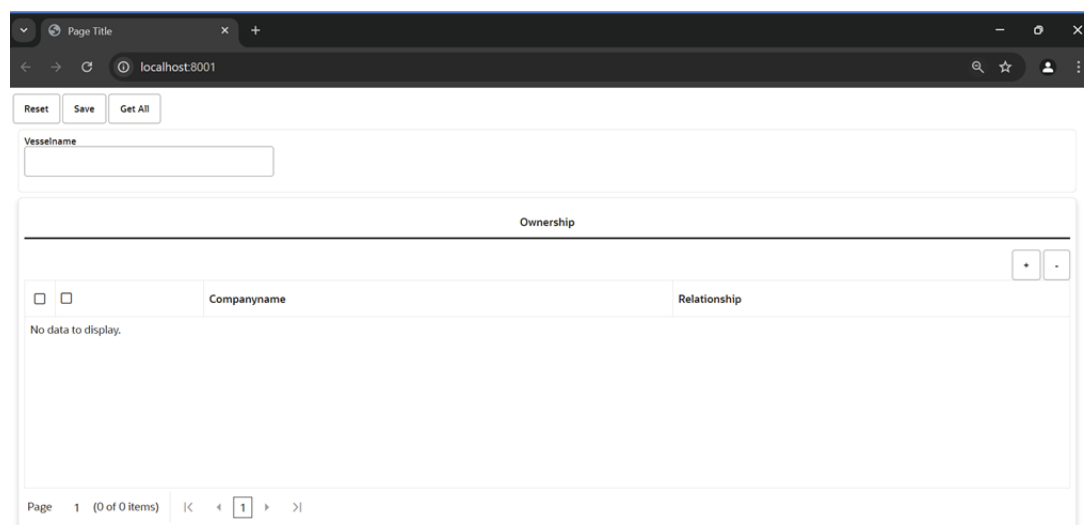 Page Title
localhost:8001
Reset Save Get All
Vesselname
Ownership
+ -
Companyname Relationship
No data to display.
Page 1 (0 of 0 items) 1